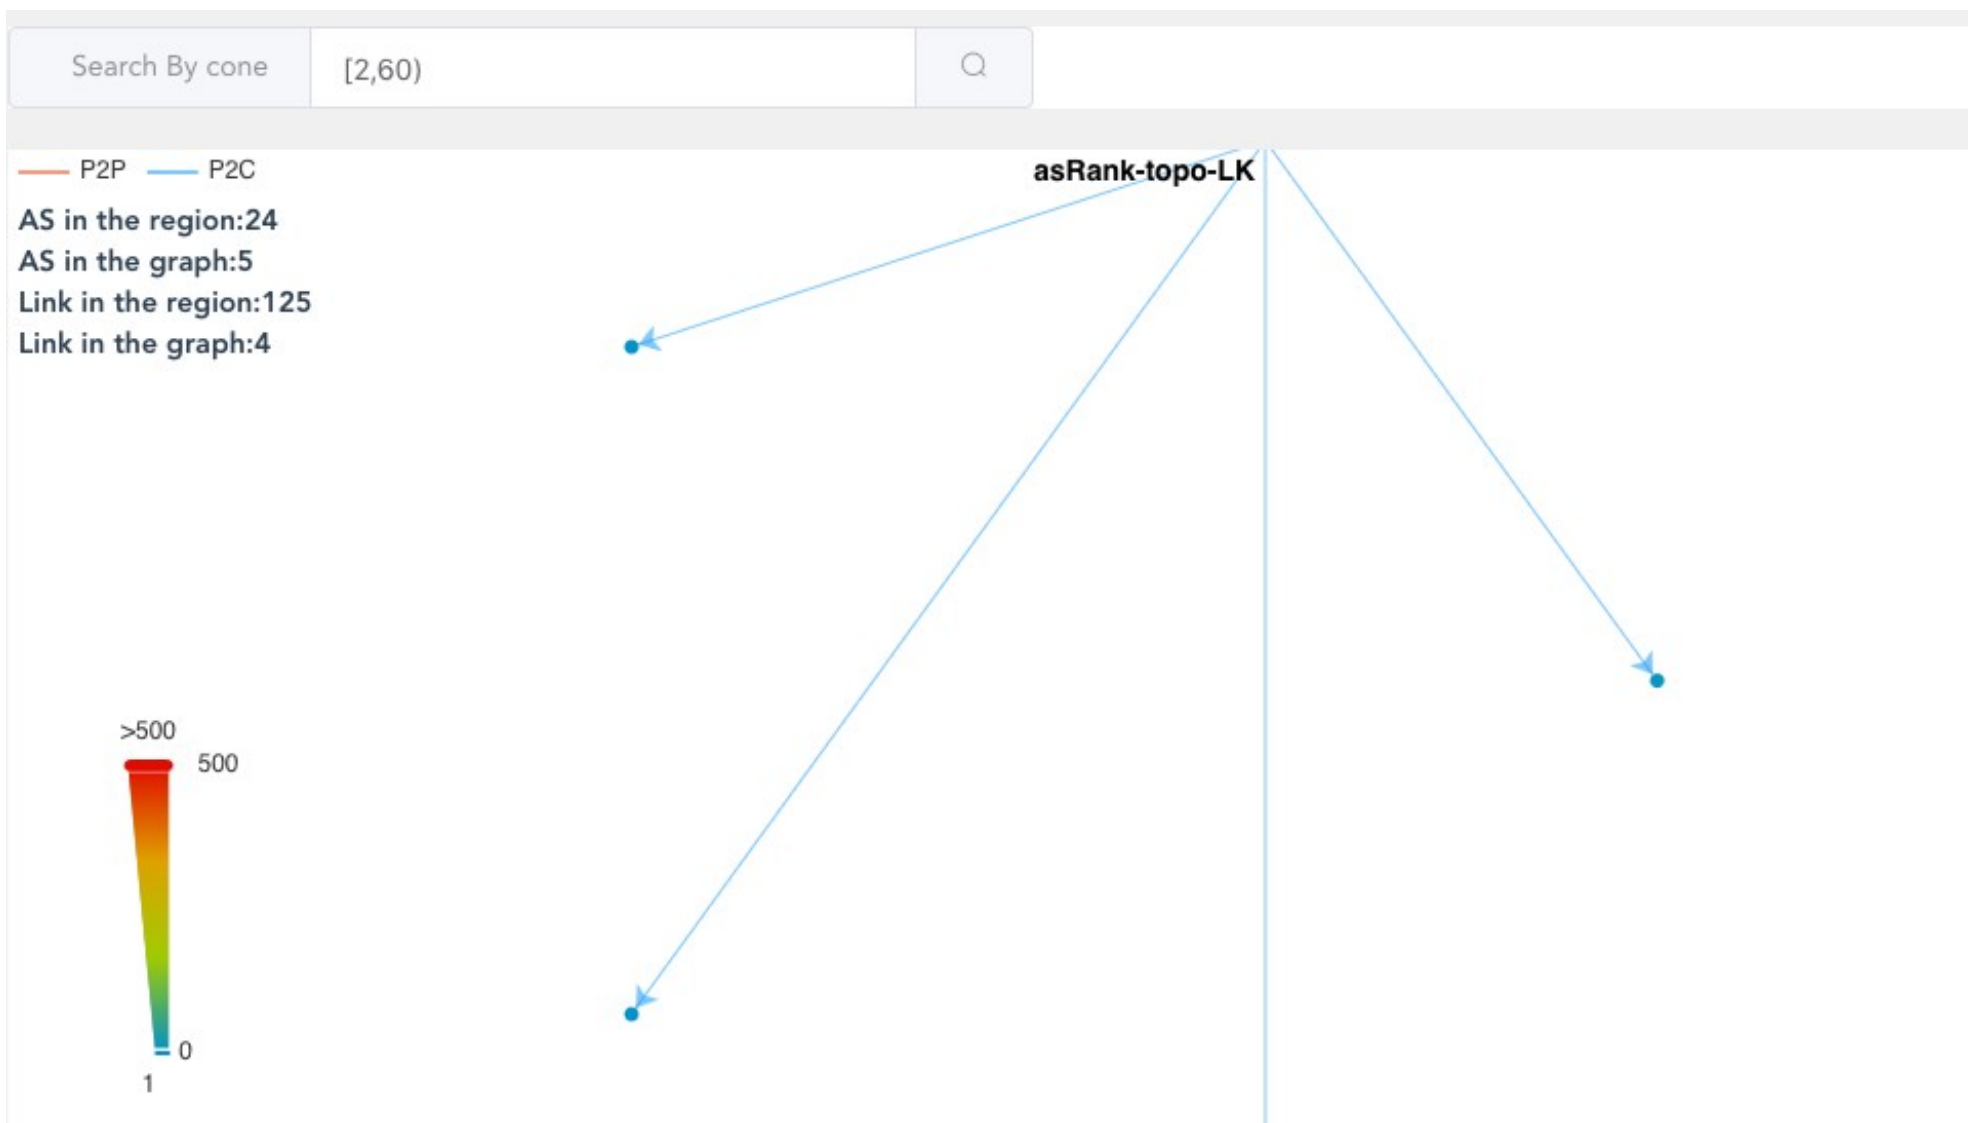 Search By cone [2,60)
P2P P2C
asRank-topo-LK
AS in the region:24
AS in the graph:5
Link in the region:125
Link in the graph:4
>500
500
0
1